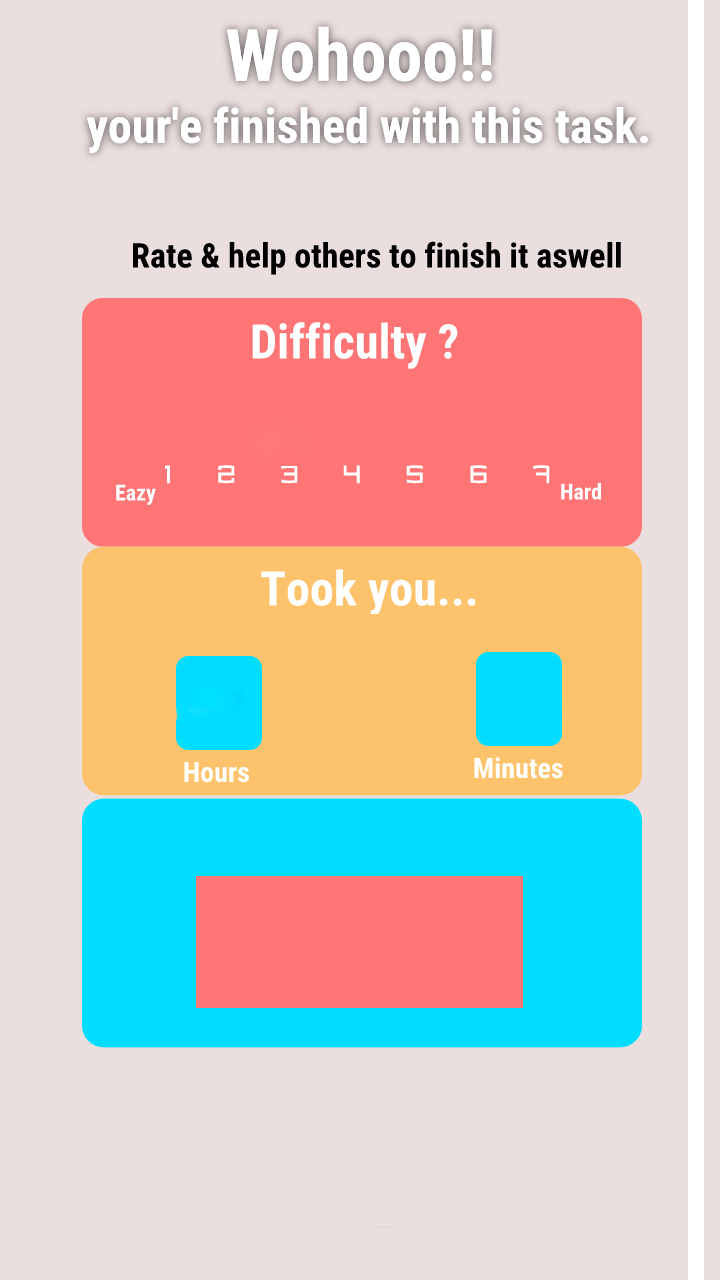 Wohooo!!
your'e finished with this task.
Rate & help others to finish it aswell
Difficulty ?
1 2 3 4 5 6 7
Eazy Hard
Took you...
Hours Minutes